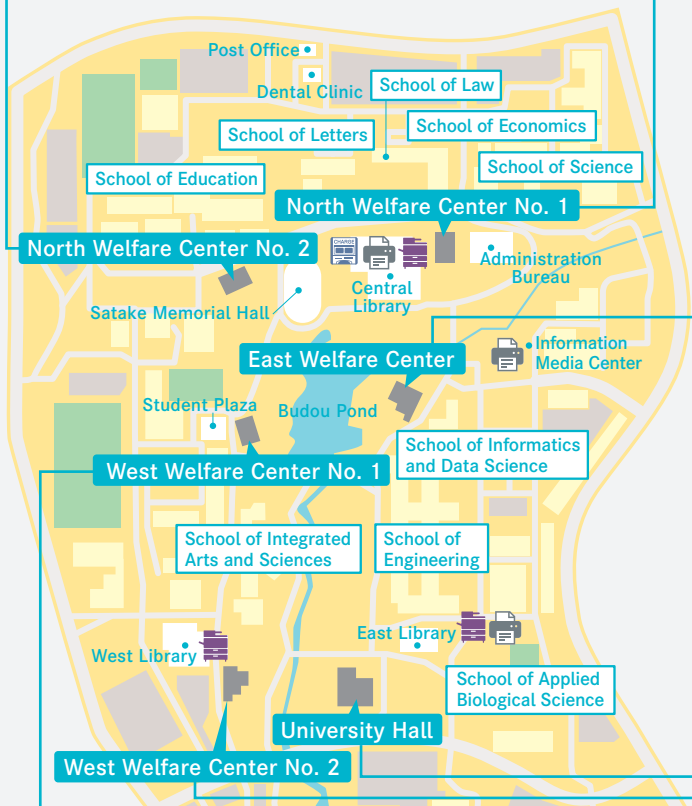 Post Office
Dental Clinic
School of Law
School of Letters
School of Economics
School of Science
School of Education
North Welfare Center No. 1
North Welfare Center No. 2
CHARGE
Administration
Bureau
Central
Library
Satake Memorial Hall
Information
Media Center
East Welfare Center
Student Plaza
Budou Pond
School of Informatics
and Data Science
West Welfare Center No. 1
School of Integrated
Arts and Sciences
School of
Engineering
East Library
West Library
School of Applied
Biological Science
University Hall
West Welfare Center No. 2